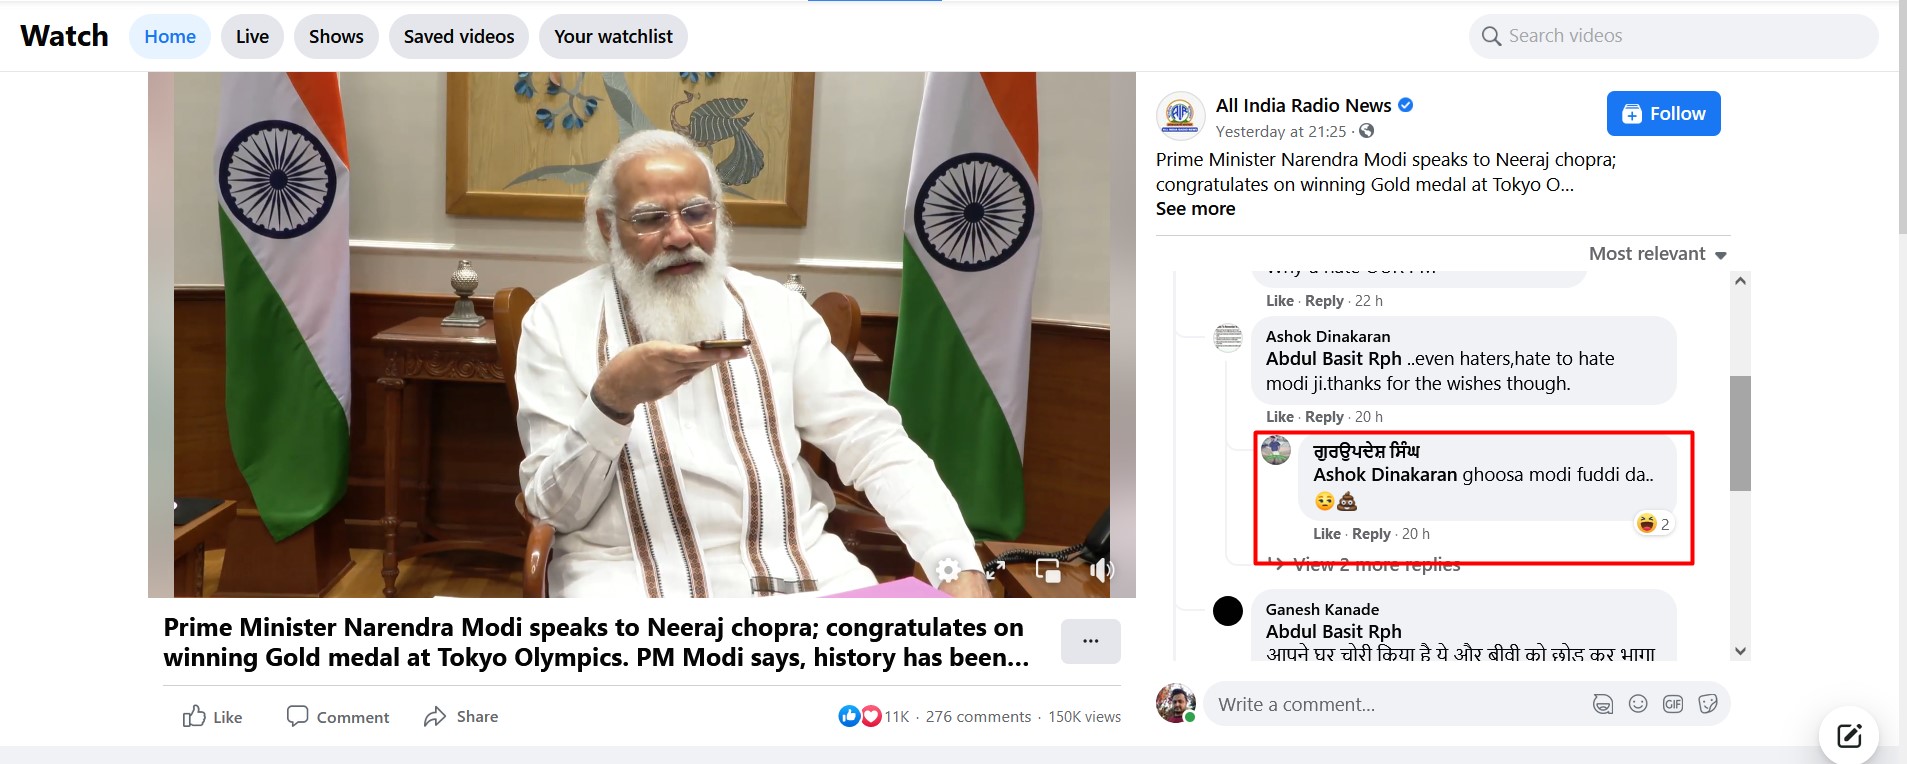 Watch
Home
Live
Shows
Saved videos
Your watchlist
Search videos
All India Radio News
Yesterday at 21:25 ·
Follow
Prime Minister Narendra Modi speaks to Neeraj chopra;
congratulates on winning Gold medal at Tokyo O...
See more
Most relevant
Like · Reply · 22 h
Ashok Dinakaran
Abdul Basit Rph ..even haters,hate to hate
modi ji.thanks for the wishes though.
Like · Reply · 20 h
ਗੁਰਉਪਦੇਸ਼ ਸਿੰਘ
Ashok Dinakaran ghoosa modi fuddi da..
😒💩
2
Like · Reply · 20 h
View 2 more replies
Ganesh Kanade
Abdul Basit Rph
आपने घर चोरी किया है ये और बीवी को छोड़ कर भागा
Write a comment...
GIF
Prime Minister Narendra Modi speaks to Neeraj chopra; congratulates on
winning Gold medal at Tokyo Olympics. PM Modi says, history has been...
Like
Comment
Share
11K · 276 comments · 150K views